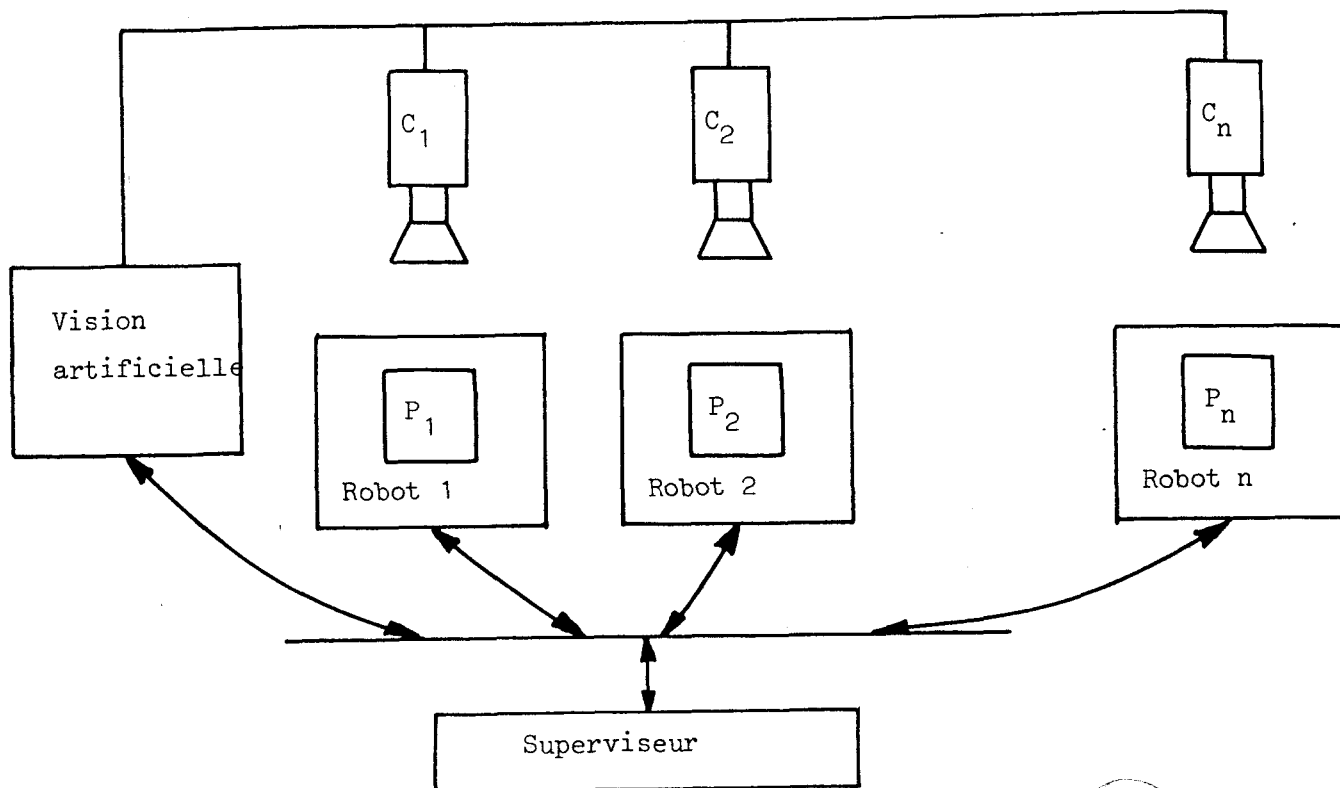 C1
C2
Cn
Vision
artificielle
P1
P2
Pn
Robot 1
Robot 2
Robot n
Superviseur